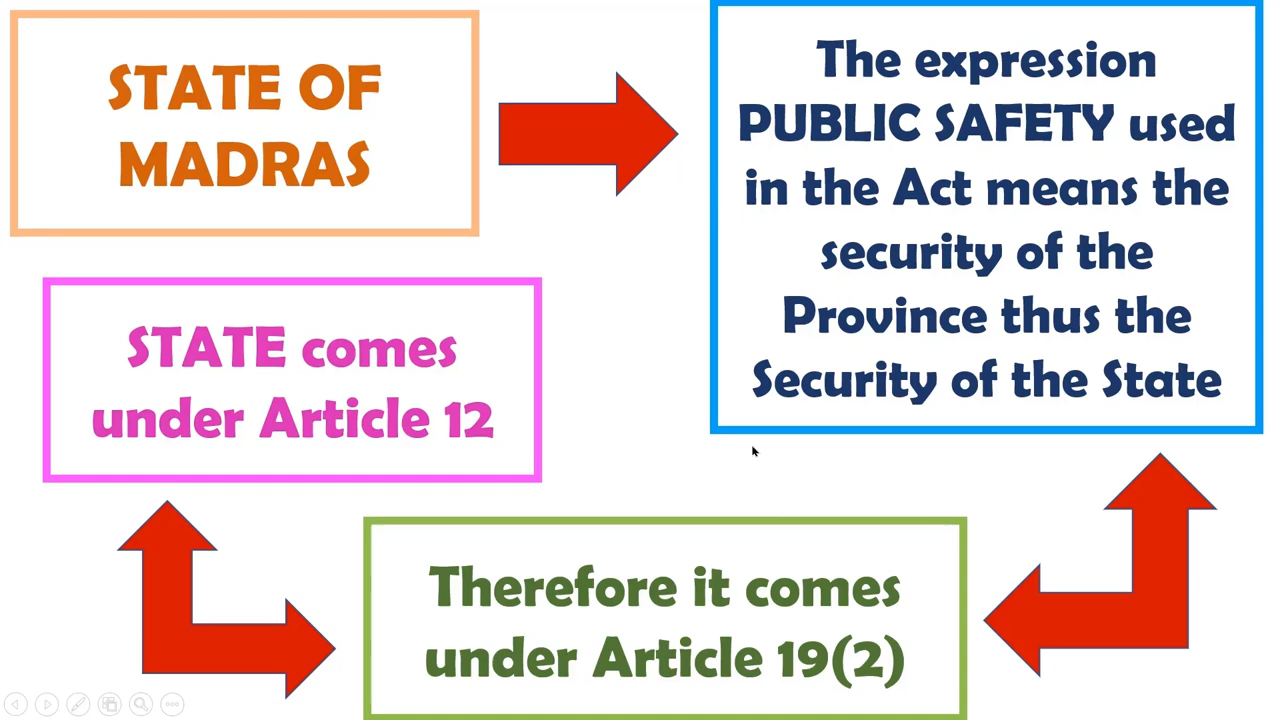 STATE OF
MADRAS
The expression
PUBLIC SAFETY used
in the Act means the
security of the
Province thus the
Security of the State
STATE comes
under Article 12
Therefore it comes
under Article 19(2)